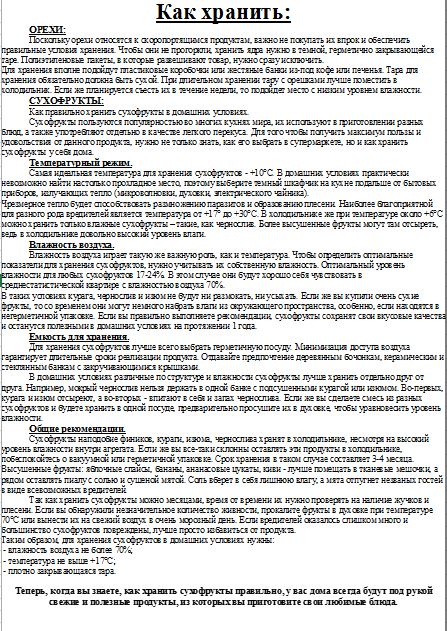 Как хранить:
ОРЕХИ:
Поскольку орехи относятся к скоропортящимся продуктам, важно не покупать их впрок и обеспечить
правильные условия хранения. Чтобы они не прогоркли, хранить ядра нужно в темной, герметично закрывающейся
таре. Полиэтиленовые пакеты, в которые развешивают товар, нужно сразу исключить.
Для хранения вполне подойдут пластиковые коробочки или жестяные банки из-под кофе или печенья. Тара для
хранения обязательно должна быть сухой. При длительном хранении тару с орешками лучше поместить в
холодильник. Если же планируется съесть их в течение недели, то подойдет место с низким уровнем влажности.
СУХОФРУКТЫ:
Как правильно хранить сухофрукты в домашних условиях.
Сухофрукты пользуются популярностью во многих кухнях мира, их используют в приготовлении разных
блюд, а также употребляют отдельно в качестве легкого перекуса. Для того чтобы получить максимум пользы и
удовольствия от данного продукта, нужно не только знать, как его выбрать в супермаркете, но и как хранить
сухофрукты у себя дома.
Температурный режим.
Самая идеальная температура для хранения сухофруктов - +10°С. В домашних условиях практически
невозможно найти настолько прохладное место, поэтому выберите темный шкафчик на кухне подальше от бытовых
приборов, излучающих тепло (микроволновки, духовки, электрического чайника).
Чрезмерное тепло будет способствовать размножению паразитов и образованию плесени. Наиболее благоприятной
для разного рода вредителей является температура от +17° до +30°С. В холодильнике же при температуре около +6°С
можно хранить только влажные сухофрукты – такие, как чернослив. Более высушенные фрукты могут там отсыреть,
ведь в холодильнике довольно высокий уровень влаги.
Влажность воздуха.
Влажность воздуха играет такую же важную роль, как и температура. Чтобы определить оптимальные
показатели для хранения сухофруктов, нужно учитывать их собственную влажность. Оптимальный уровень
влажности для любых сухофруктов 17-24%. В этом случае они будут хорошо себя чувствовать в
среднестатистической квартире с влажностью воздуха 70%.
В таких условиях курага, чернослив и изюм не будут ни размокать, ни усыхать. Если же вы купили очень сухие
фрукты, то со временем они могут немного набрать влаги из окружающего пространства, особенно, если находятся в
негерметичной упаковке. Если вы правильно выполняете рекомендации, сухофрукты сохранят свои вкусовые качества
и останутся полезными в домашних условиях на протяжении 1 года.
Емкость для хранения.
Для хранения сухофруктов лучше всего выбрать герметичную посуду. Минимизация доступа воздуха
гарантирует длительные сроки реализации продукта. Отдавайте предпочтение деревянным бочонкам, керамическим и
стеклянным банкам с закручивающимися крышками.
В домашних условиях различные по структуре и влажности сухофрукты лучше хранить отдельно друг от
друга. Например, мокрый чернослив нельзя держать в одной банке с подсушенными курагой или изюмом. Во-первых,
курага и изюм отсыреют, а во-вторых - впитают в себя и запах чернослива. Если же вы сделаете смесь из разных
сухофруктов и будете хранить в одной посуде, предварительно просушите их в духовке, чтобы уравновесить уровень
влажности.
Общие рекомендации.
Сухофрукты наподобие фиников, кураги, изюма, чернослива хранят в холодильнике, несмотря на высокий
уровень влажности внутри агрегата. Если же вы все-таки склонны оставлять эти продукты в холодильнике,
побеспокойтесь о вакуумной или герметичной упаковке. Срок хранения в таком случае составляет 3-4 месяца.
Высушенные фрукты: яблочные слайсы, бананы, ананасовые цукаты, киви - лучше помещать в тканевые мешочки, а
рядом оставлять пиалу с солью и сушеной мятой. Соль вберет в себя лишнюю влагу, а мята отпугнет незваных гостей
в виде всевозможных вредителей.
Так как хранить сухофрукты можно месяцами, время от времени их нужно проверять на наличие жучков и
плесени. Если вы обнаружили незначительное количество живности, прокалите фрукты в духовке при температуре
70°С или вынести их на свежий воздух в очень морозный день. Если вредителей оказалось слишком много и
большинство сухофруктов повреждены, лучше просто избавиться от продукта.
Таким образом, для хранения сухофруктов в домашних условиях нужны:
- влажность воздуха не более 70%;
- температура не выше +17°С;
- плотно закрывающаяся тара.
Теперь, когда вы знаете, как хранить сухофрукты правильно, у вас дома всегда будут под рукой
свежие и полезные продукты, из которых вы приготовите свои любимые блюда.